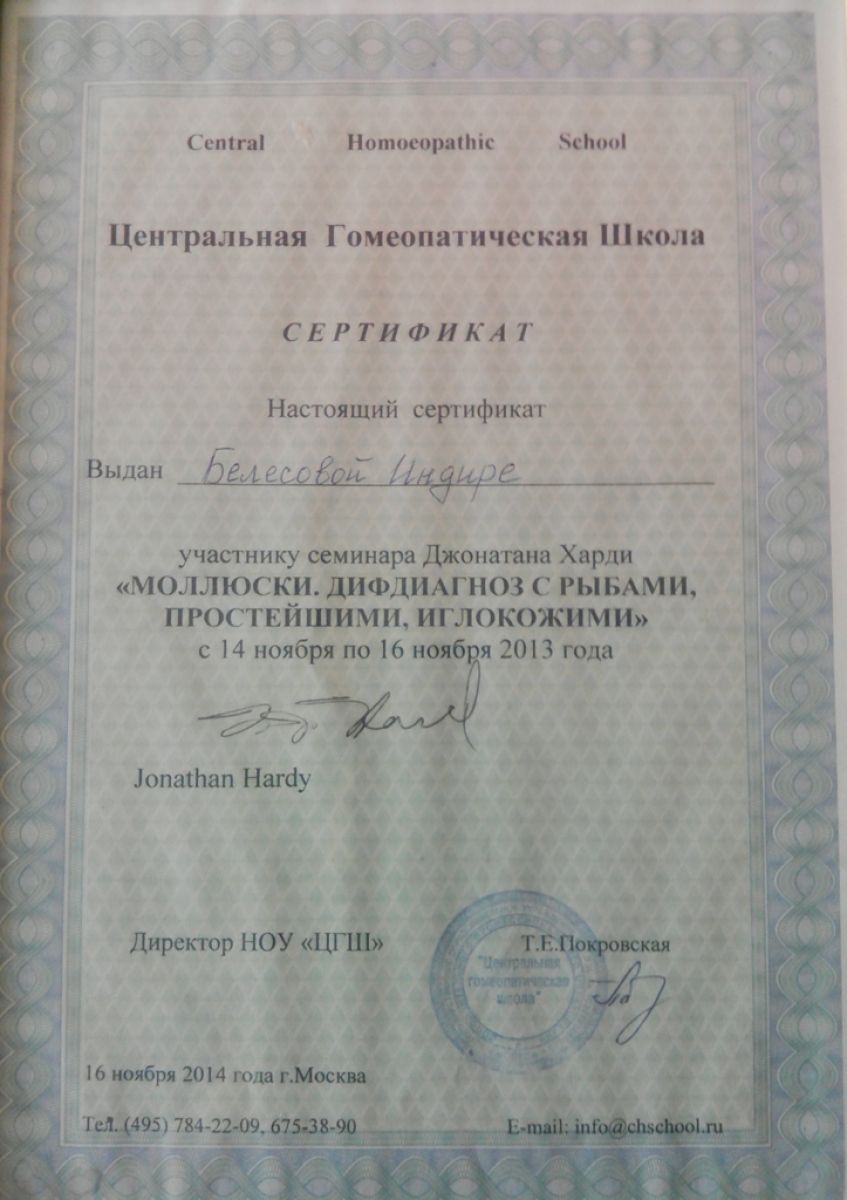 Central Homoeopathic School
Центральная Гомеопатическая Школа
СЕРТИФИКАТ
Настоящий сертификат
Выдан Белесовой Индире
участнику семинара Джонатана Харди
«МОЛЛЮСКИ. ДИФДИАГНОЗ С РЫБАМИ,
ПРОСТЕЙШИМИ, ИГЛОКОЖИМИ»
с 14 ноября по 16 ноября 2013 года
Jonathan Hardy
Директор НОУ «ЦГШ» Т.Е.Покровская
"Центральная
гомеопатическая
школа"
16 ноября 2014 года г.Москва
Тел. (495) 784-22-09, 675-38-90 E-mail: info@chschool.ru